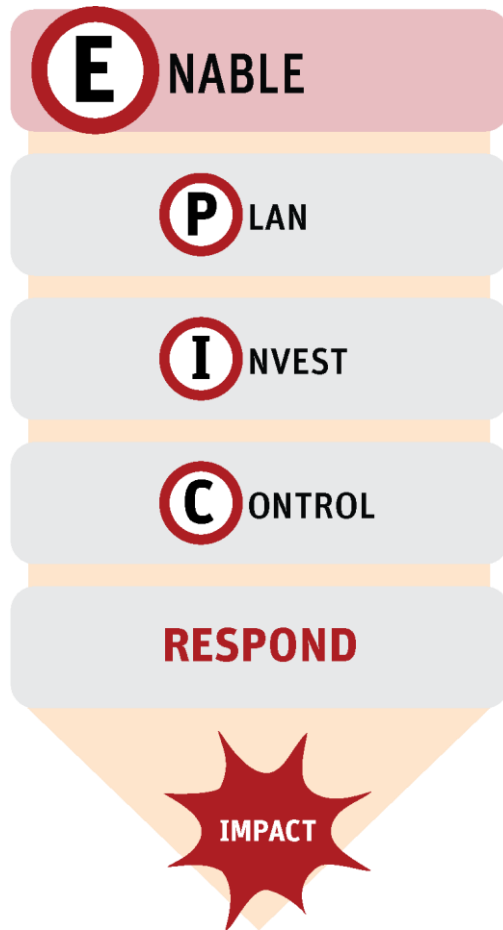 ENABLE
PLAN
INVEST
CONTROL
RESPOND
IMPACT